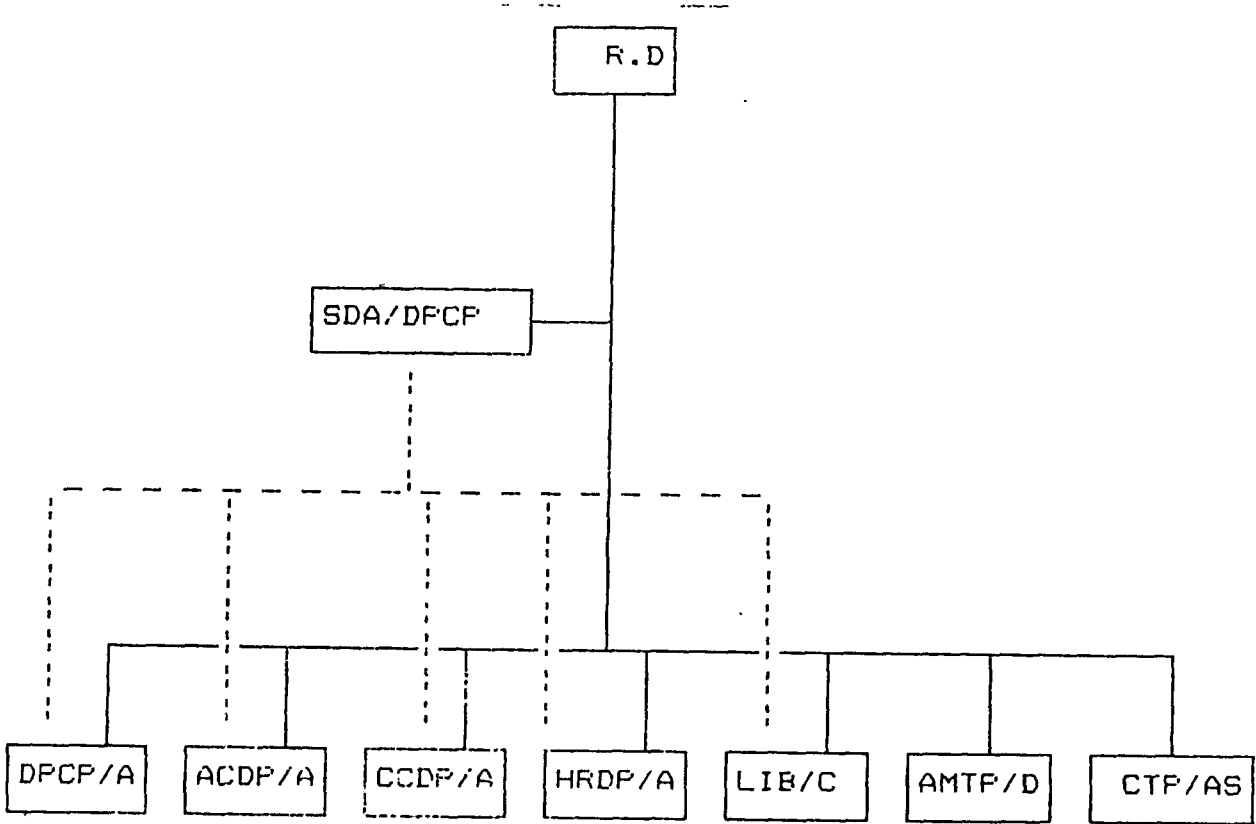 R.D
SDA/DPCP
DPCP/A
ACDP/A
CCDP/A
HRDP/A
LIB/C
AMTP/D
CTP/AS